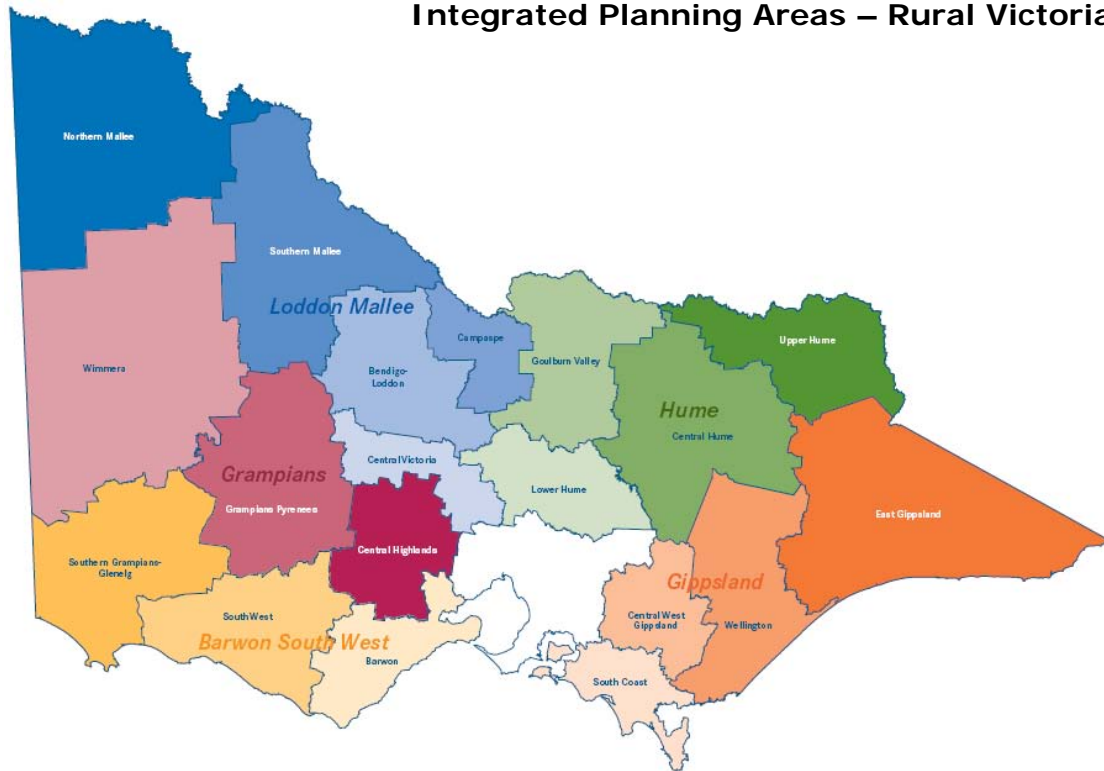 Integrated Planning Areas – Rural Victoria
Northern Mallee
Southern Mallee
Loddon Mallee
Campaspe
Goulburn Valley
Upper Hume
Wimmera
Bendigo-
Loddon
Hume
Central Hume
Central Victoria
Grampians
Lower Hume
Grampians Pyrenees
East Gippsland
Central Highlands
Southern Grampians-
Glenelg
Gippsland
South West
Central West
Gippsland
Wellington
Barwon South West
Barwon
South Coast